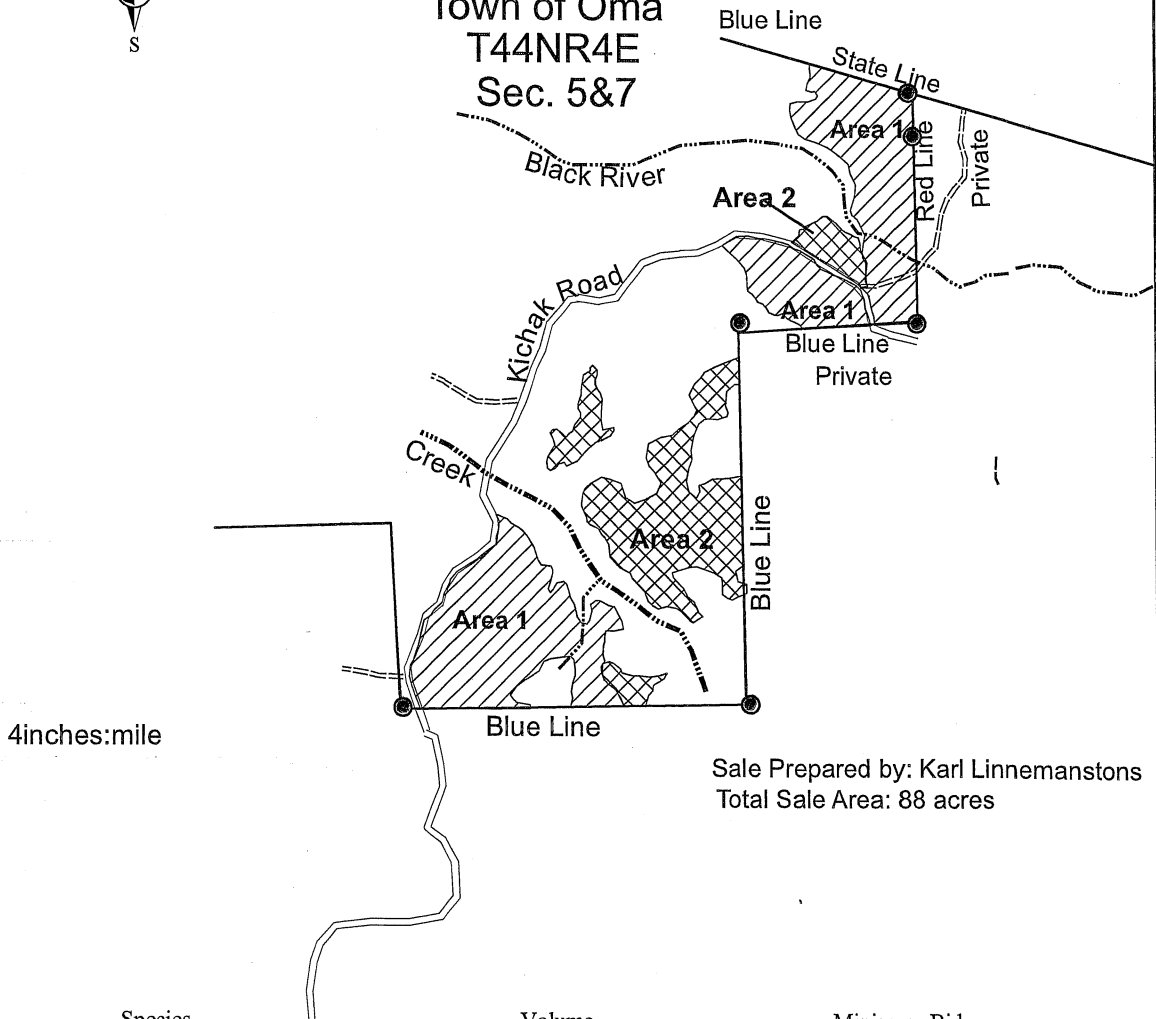 S
Town of Oma
T44NR4E
Sec. 5&7
Blue Line
State Line
Area 1
Red Line
Private
Black River
Area 2
Kichak Road
Area 1
Blue Line
Private
Creek
Area 2
Blue Line
Area 1
Blue Line
4inches:mile
Sale Prepared by: Karl Linnemanstons
Total Sale Area: 88 acres
Species
Volume